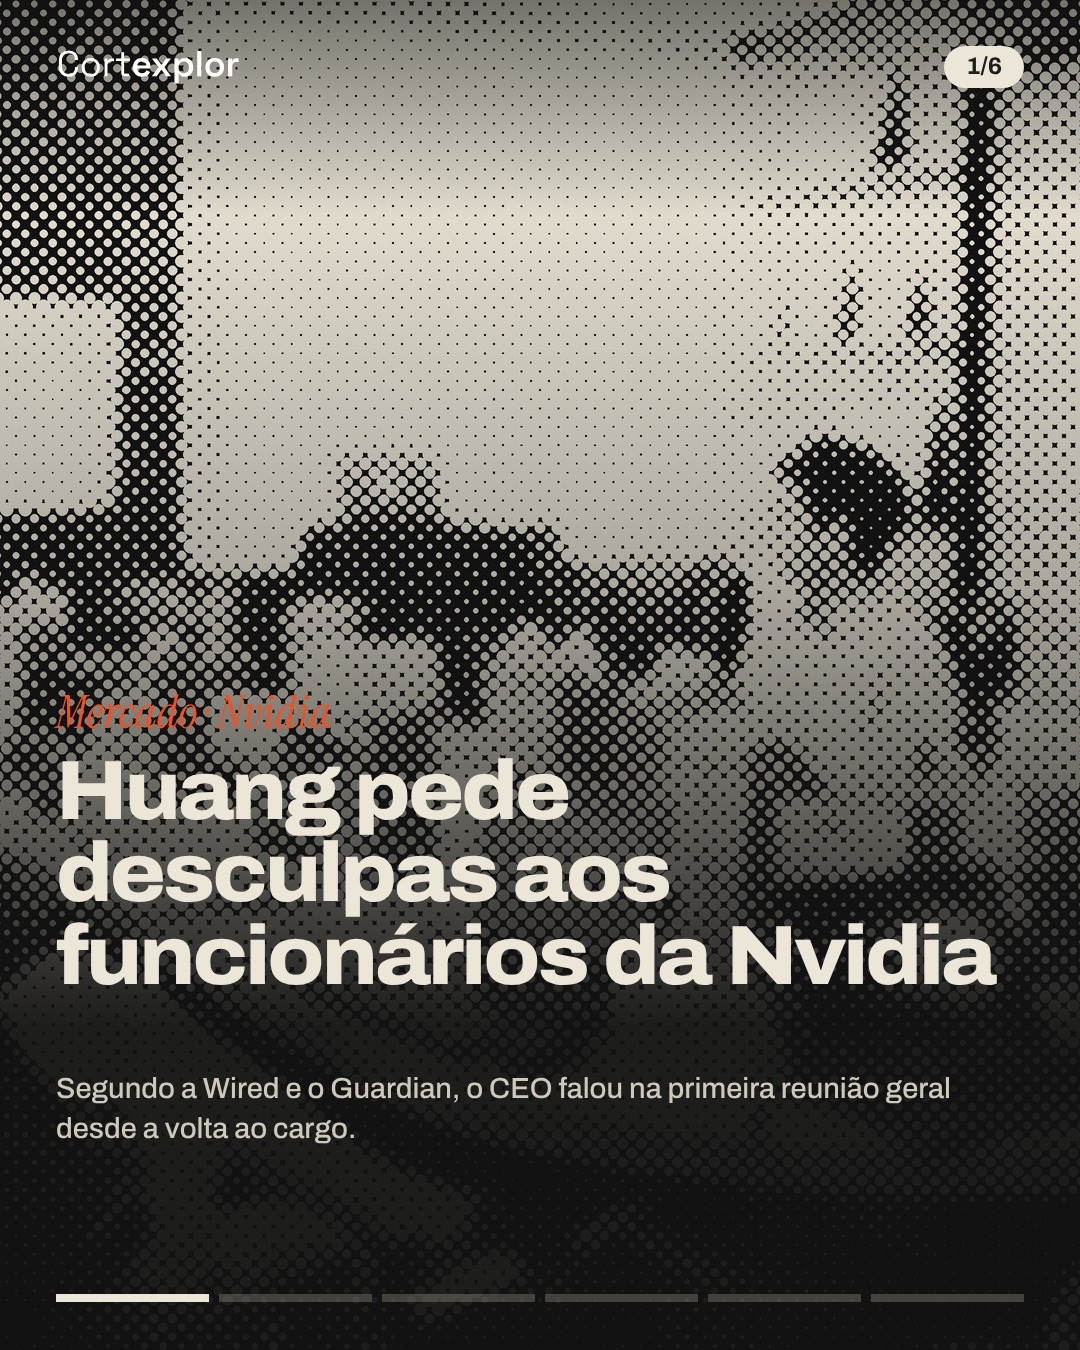 Cortexplor
1/6
Mercado · Nvidia
Huang pede
desculpas aos
funcionários da Nvidia
Segundo a Wired e o Guardian, o CEO falou na primeira reunião geral
desde a volta ao cargo.